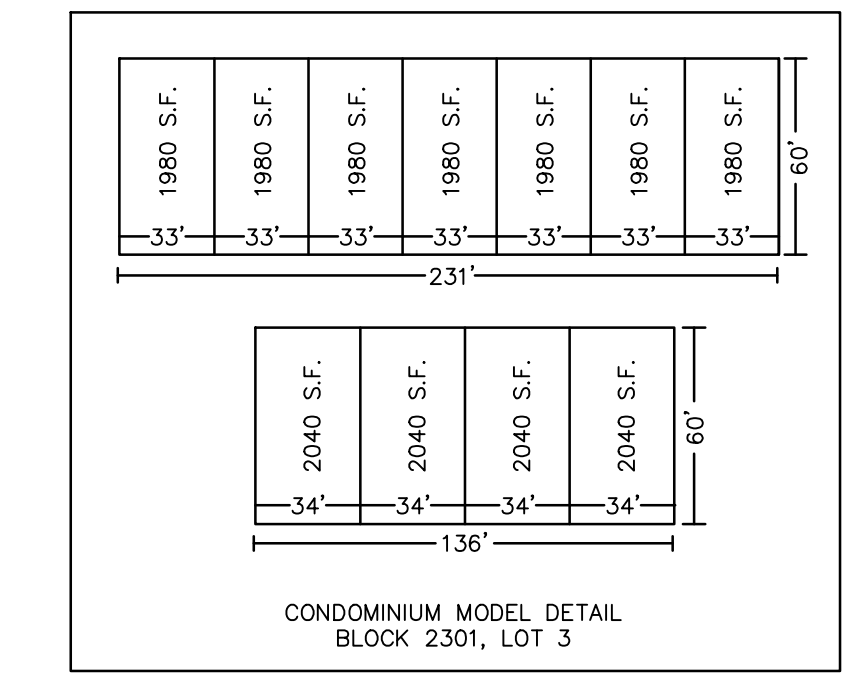 1980 S.F. 1980 S.F. 1980 S.F. 1980 S.F. 1980 S.F. 1980 S.F. 1980 S.F.
60'
33' 33' 33' 33' 33' 33' 33'
231'
2040 S.F. 2040 S.F. 2040 S.F. 2040 S.F.
60'
34' 34' 34' 34'
136'
CONDOMINIUM MODEL DETAIL
BLOCK 2301, LOT 3